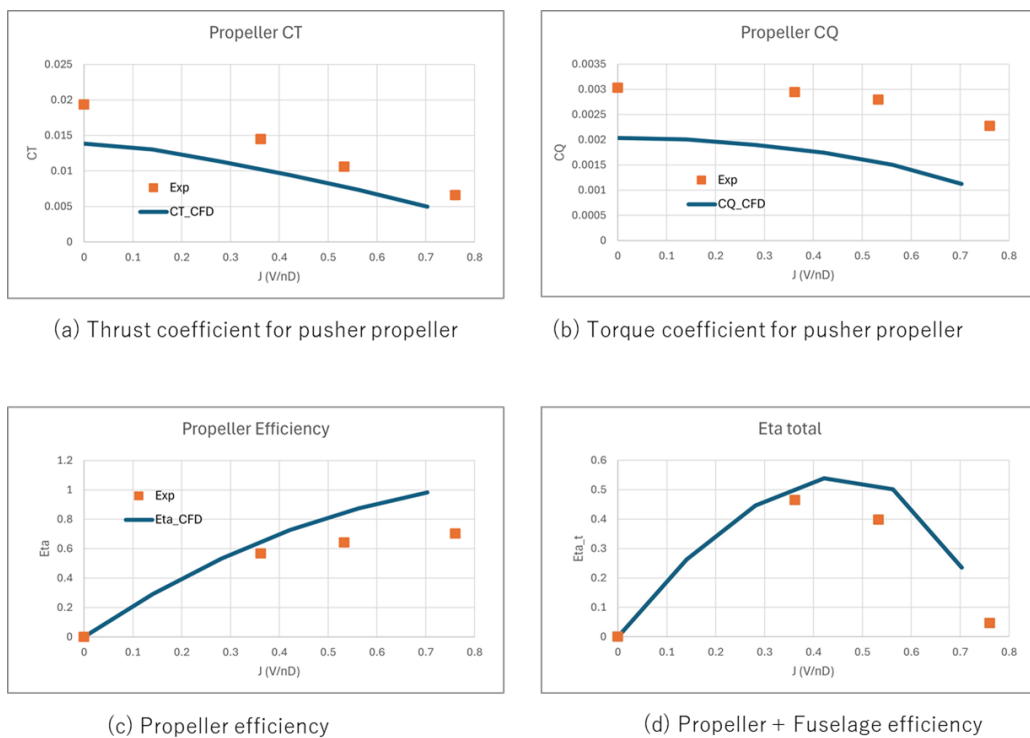 Propeller CT
0.025
0.02
0.015
0.01
0.005
0
CT
Exp
CT_CFD
0 0.1 0.2 0.3 0.4 0.5 0.6 0.7 0.8
J (V/nD)
(a) Thrust coefficient for pusher propeller
Propeller CQ
0.0035
0.003
0.0025
0.002
0.0015
0.001
0.0005
0
CQ
Exp
CQ_CFD
0 0.1 0.2 0.3 0.4 0.5 0.6 0.7 0.8
J (V/nD)
(b) Torque coefficient for pusher propeller
Propeller Efficiency
1.2
1
0.8
0.6
0.4
0.2
0
Eta
Exp
Eta_CFD
0 0.1 0.2 0.3 0.4 0.5 0.6 0.7 0.8
J (V/nD)
(c) Propeller efficiency
Eta total
0.6
0.5
0.4
0.3
0.2
0.1
0
Eta_t
0 0.1 0.2 0.3 0.4 0.5 0.6 0.7 0.8
J (V/nD)
(d) Propeller + Fuselage efficiency